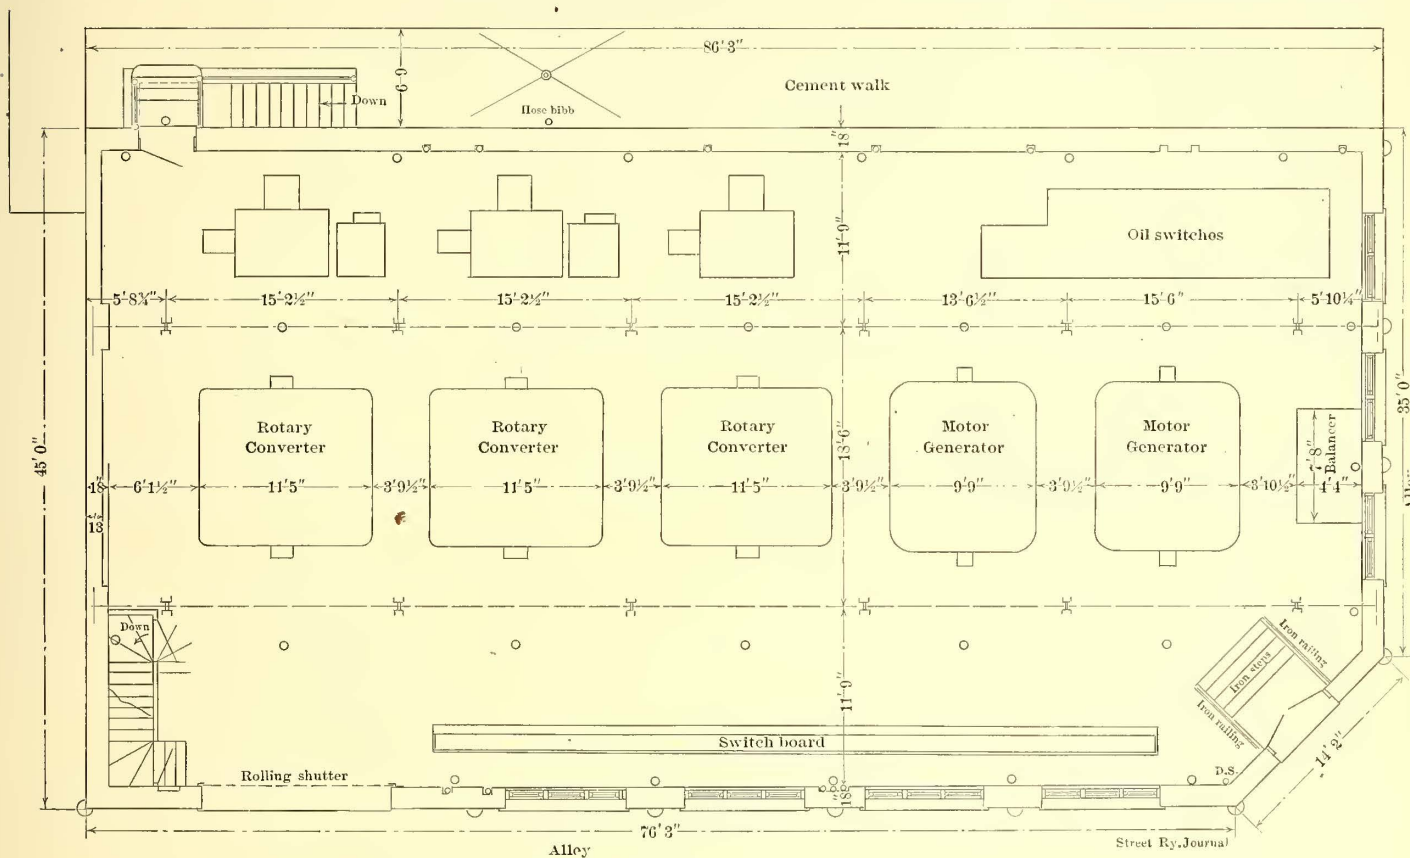 86'3"
6-9
Down
Hose bibb
Cement walk
18"
11'-9"
Oil switches
5'8¾"
15'2½"
15'2½"
15'2½"
13'6½"
15'6"
5'10¼"
45'0"
35'0"
Rotary
Converter
Rotary
Converter
Rotary
Converter
Motor
Generator
Motor
Generator
18'-6"
7'-8"
Balancer
18"
6'1½"
11'5"
3'9½"
11'5"
3'9½"
11'5"
3'9½"
9'9"
3'9½"
9'9"
3'10½"
4'4"
13
Down
Iron railing
Iron steps
Iron railing
11'-9"
Switch board
Rolling shutter
D.S.
14'2"
18"
76'3"
Alley
Street Ry. Journal